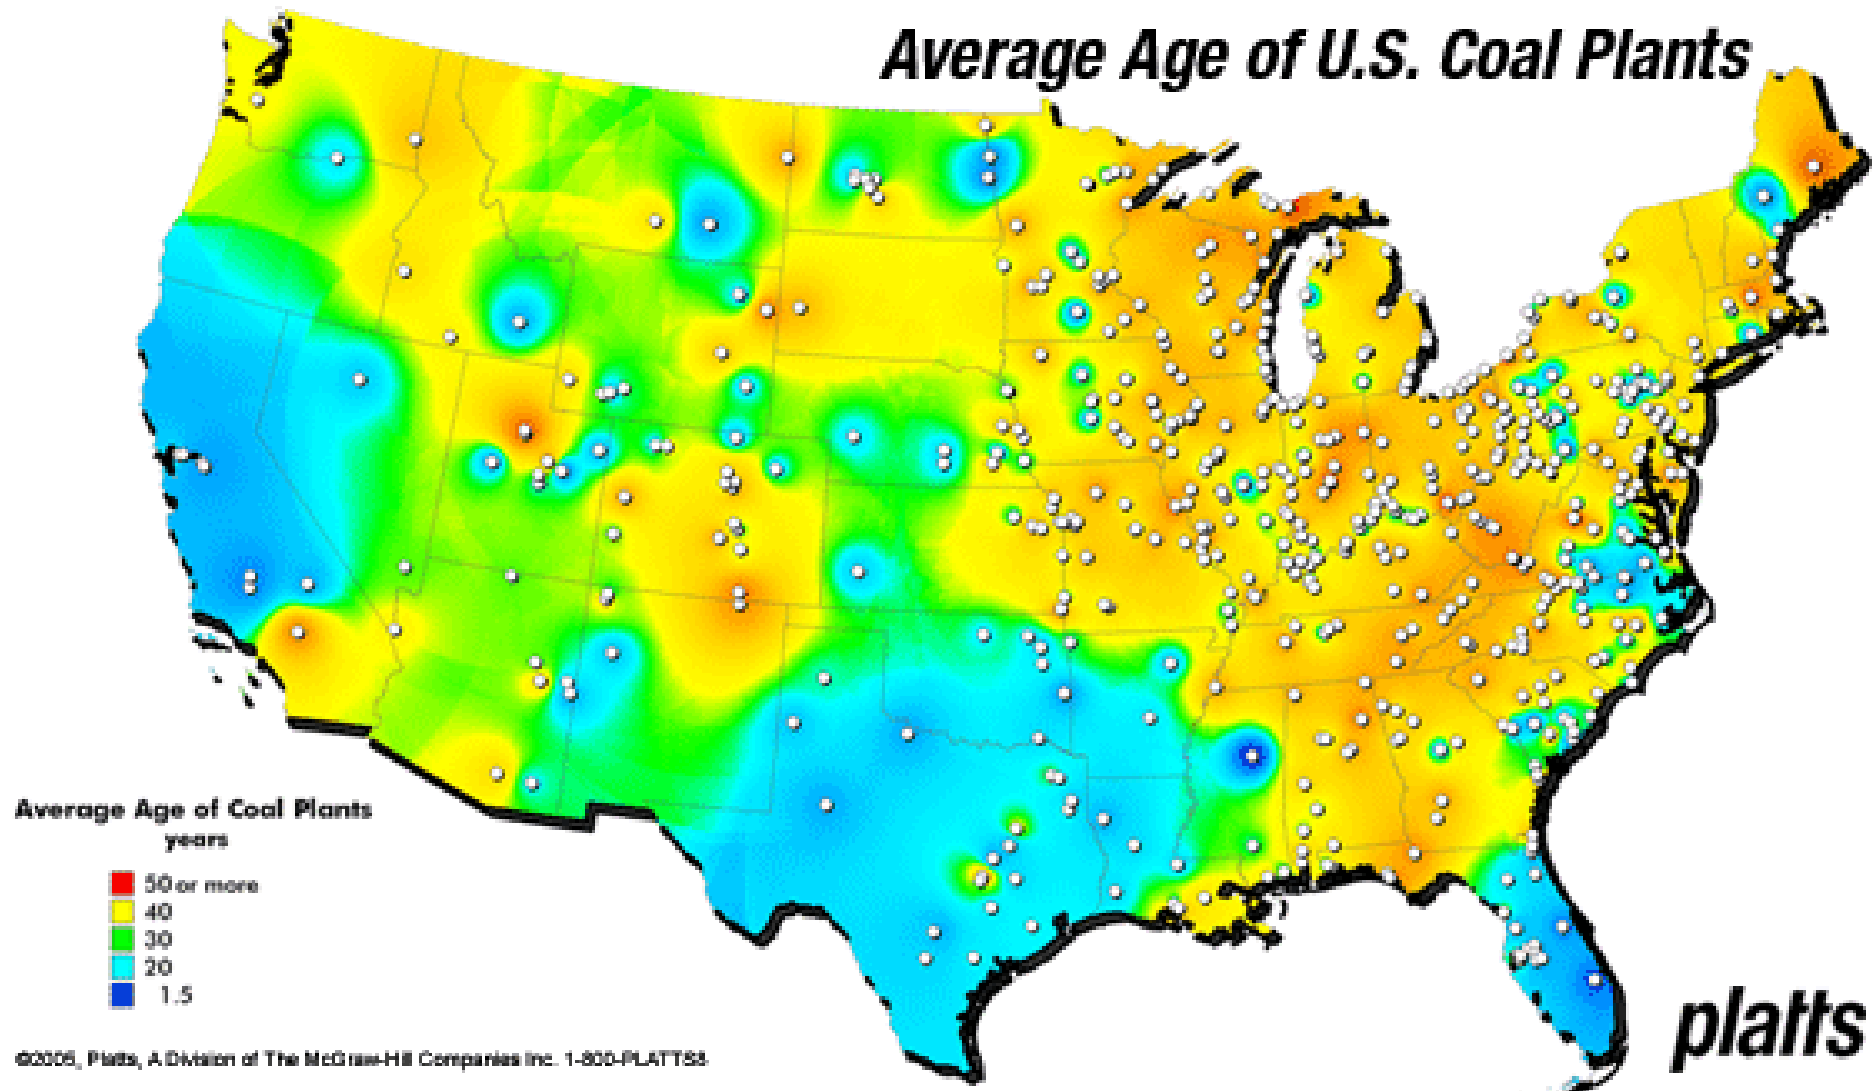 Average Age of U.S. Coal Plants
Average Age of Coal Plants
years
50 or more
40
30
20
1.5
©2005, Platts, A Division of The McGraw-Hill Companies Inc. 1-800-PLATTS8
platts